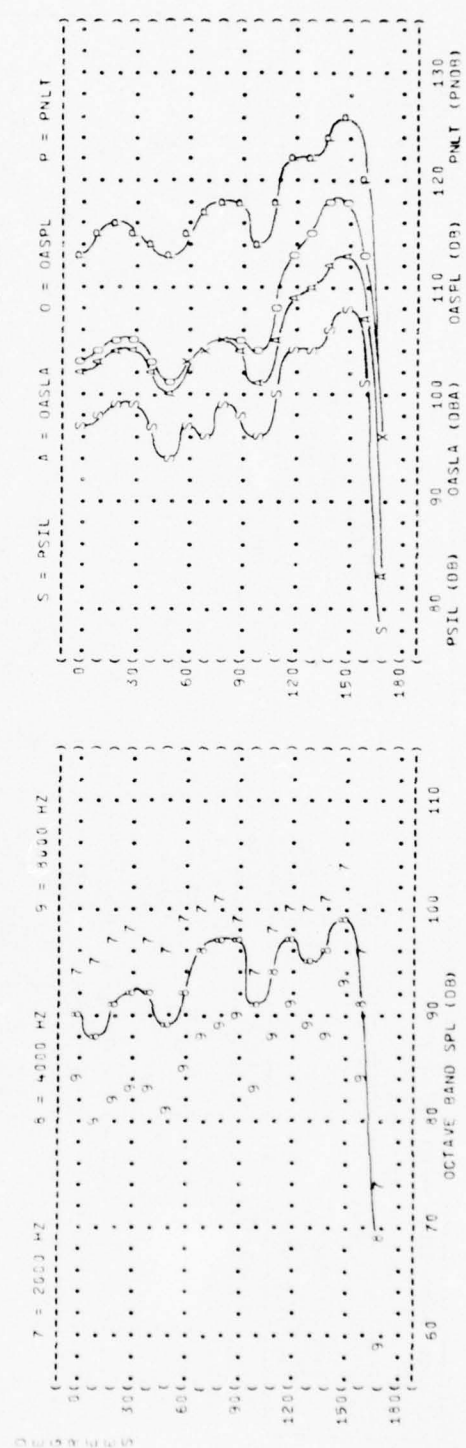 7 = 2000 HZ 8 = 4000 HZ 9 = 8000 HZ
0
30
60
90
120
150
180
60 70 80 90 100 110
OCTAVE BAND SPL (DB)
S = PSIL A = OASLA O = OASPL P = PNLT
0
30
60
90
120
150
180
80 90 100 110 120 130
PSIL (DB) OASLA (DBA) OASPL (DB) PNLT (PNDB)